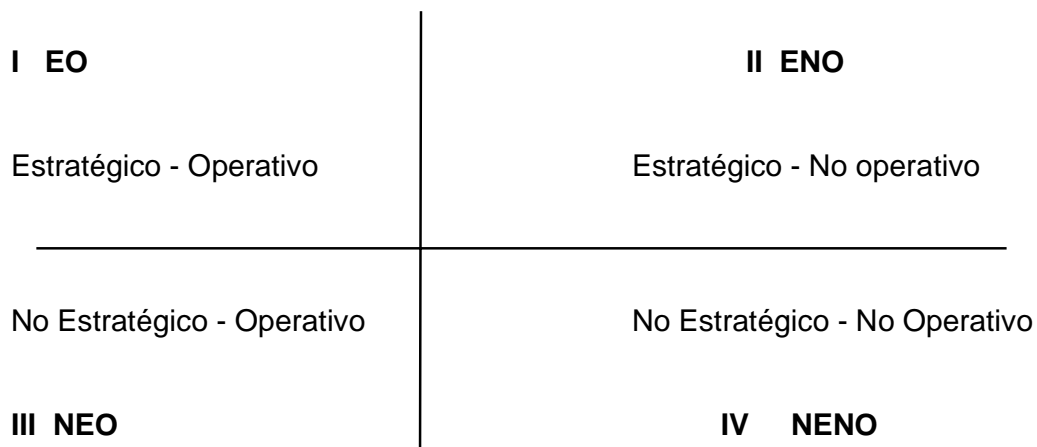 I EO
II ENO
Estratégico - Operativo
Estratégico - No operativo
No Estratégico - Operativo
No Estratégico - No Operativo
III NEO
IV NENO